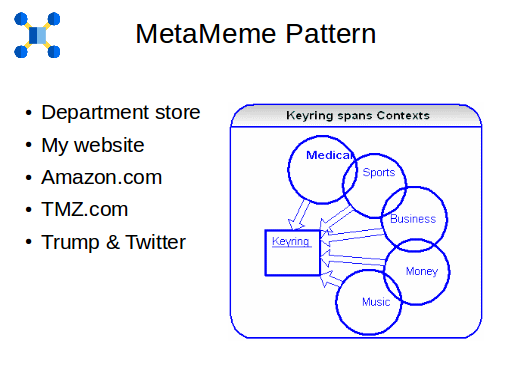 MetaMeme Pattern
• Department store
• My website
• Amazon.com
• TMZ.com
• Trump & Twitter
Keyring spans Contexts
Medical
Sports
Business
Keyring
Money
Music